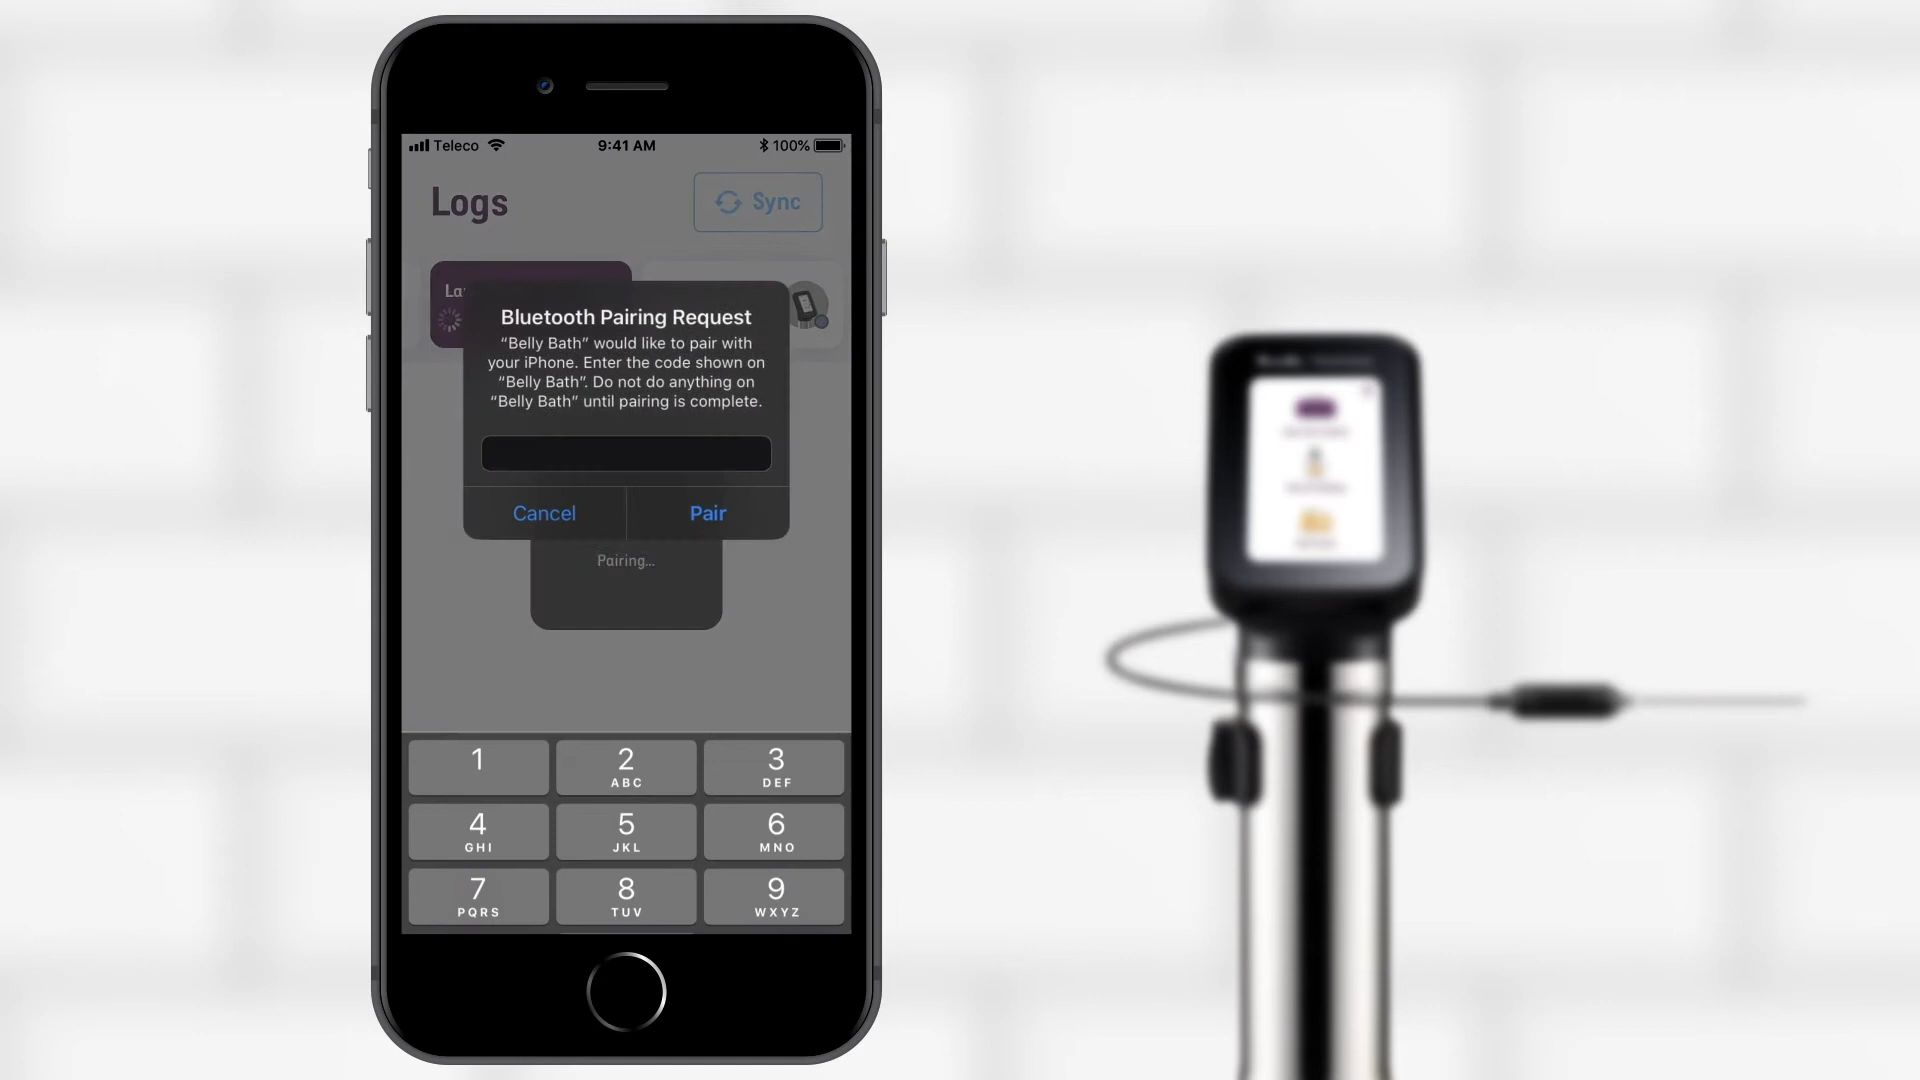 Teleco
9:41 AM
100%
Logs
Sync
La
Bluetooth Pairing Request
“Belly Bath” would like to pair with
your iPhone. Enter the code shown on
“Belly Bath”. Do not do anything on
“Belly Bath” until pairing is complete.
Cancel
Pair
Pairing...
1
2
ABC
3
DEF
4
GHI
5
JKL
6
MNO
7
PQRS
8
TUV
9
WXYZ